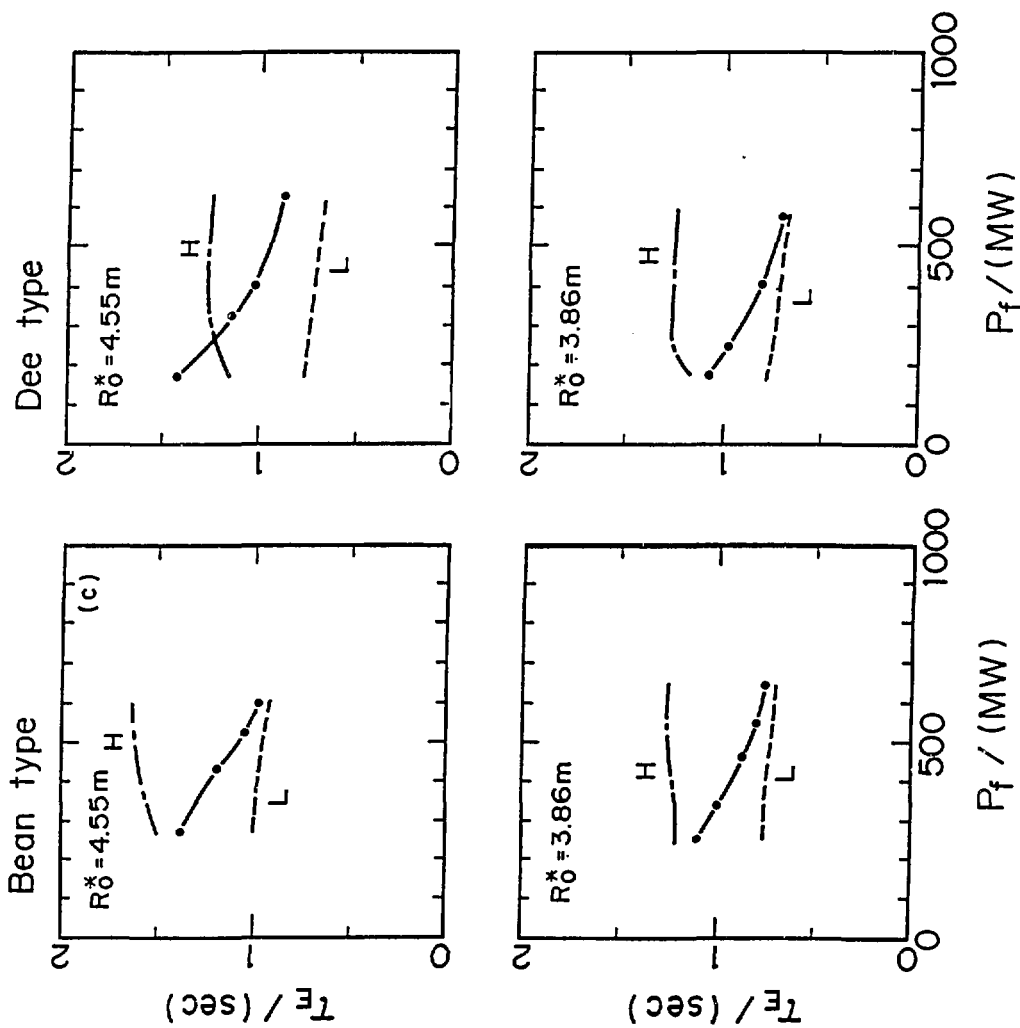 Bean type
Dee type
2
1
0
R₀* = 4.55m
(c)
H
L
2
1
0
R₀* = 4.55m
H
L
2
1
0
R₀* = 3.86m
H
L
0
500
1000
2
1
0
R₀* = 3.86m
H
L
0
500
1000
τ_E / (sec)
P_f / (MW)
P_f / (MW)